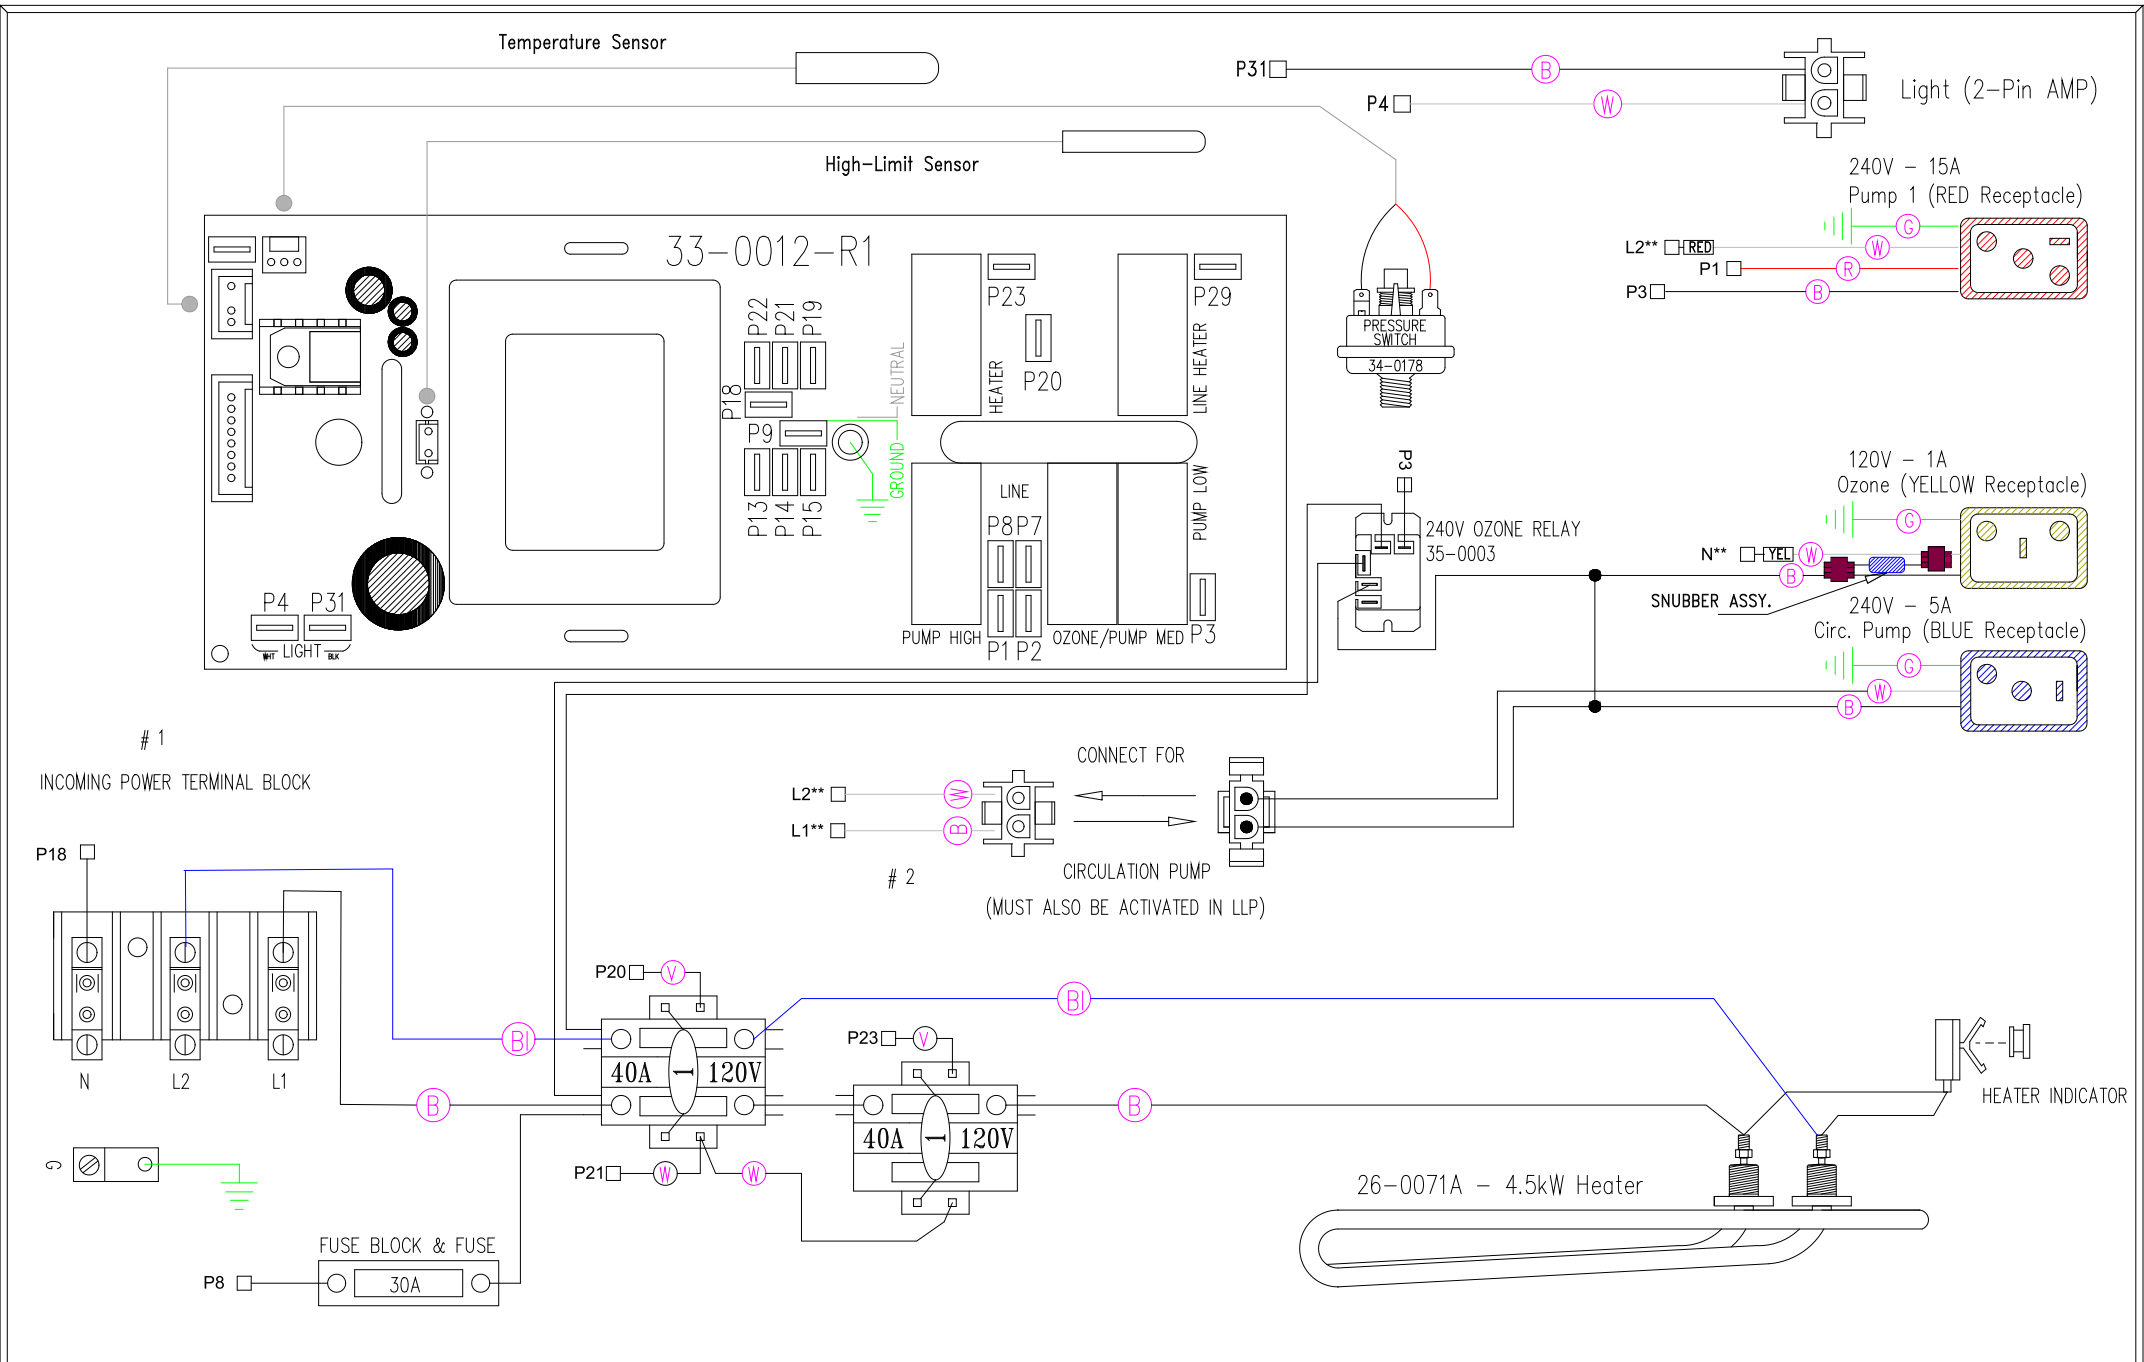 Temperature Sensor
High-Limit Sensor
P31 B
P4 W
Light (2-Pin AMP)
240V - 15A
Pump 1 (RED Receptacle)
G
L2** RED W
P1 R
P3 B
33-0012-R1
P22
P21
P19
P18
P9
P13
P14
P15
NEUTRAL
GROUND
P23
P29
P20
HEATER
LINE HEATER
LINE
P8 P7
P1 P2
PUMP HIGH
OZONE/PUMP MED
PUMP LOW
P3
P4 P31
WHT LIGHT BLK
PRESSURE
SWITCH
34-0178
P3
240V OZONE RELAY
35-0003
120V - 1A
Ozone (YELLOW Receptacle)
G
N** YEL W
B
SNUBBER ASSY.
240V - 5A
Circ. Pump (BLUE Receptacle)
G
W
B
# 1
INCOMING POWER TERMINAL BLOCK
P18
N L2 L1
G
CONNECT FOR
L2** W
L1** B
# 2
CIRCULATION PUMP
(MUST ALSO BE ACTIVATED IN LLP)
P20 V
BI
B
40A 1 120V
P21 W W
P23 V
40A 1 120V
BI
B
HEATER INDICATOR
26-0071A - 4.5kW Heater
FUSE BLOCK & FUSE
P8 30A